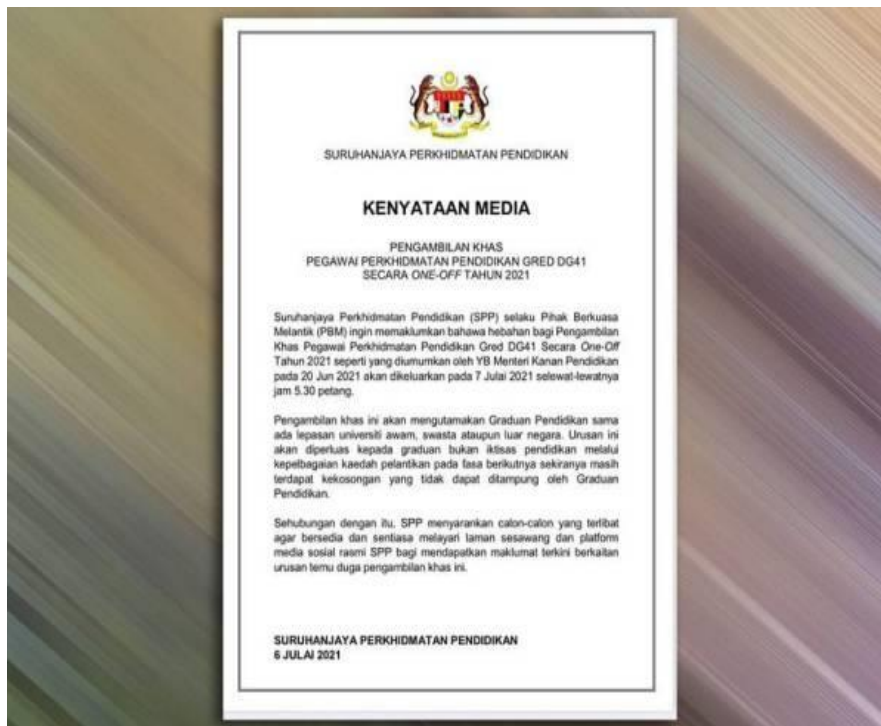 SURUHANJAYA PERKHIDMATAN PENDIDIKAN
KENYATAAN MEDIA
PENGAMBILAN KHAS
PEGAWAI PERKHIDMATAN PENDIDIKAN GRED DG41
SECARA ONE-OFF TAHUN 2021
Suruhanjaya Perkhidmatan Pendidikan (SPP) selaku Pihak Berkuasa
Melantik (PBM) ingin memaklumkan bahawa hebahan bagi Pengambilan
Khas Pegawai Perkhidmatan Pendidikan Gred DG41 Secara One-Off
Tahun 2021 seperti yang diumumkan oleh YB Menteri Kanan Pendidikan
pada 20 Jun 2021 akan dikeluarkan pada 7 Julai 2021 selewat-lewatnya
jam 5.30 petang.
Pengambilan khas ini akan mengutamakan Graduan Pendidikan sama
ada lepasan universiti awam, swasta ataupun luar negara. Urusan ini
akan diperluas kepada graduan bukan iktisas pendidikan melalui
kepelbagaian kaedah pelantikan pada fasa berikutnya sekiranya masih
terdapat kekosongan yang tidak dapat ditampung oleh Graduan
Pendidikan.
Sehubungan dengan itu, SPP menyarankan calon-calon yang terlibat
agar bersedia dan sentiasa melayari laman sesawang dan platform
media sosial rasmi SPP bagi mendapatkan maklumat terkini berkaitan
urusan temu duga pengambilan khas ini.
SURUHANJAYA PERKHIDMATAN PENDIDIKAN
6 JULAI 2021